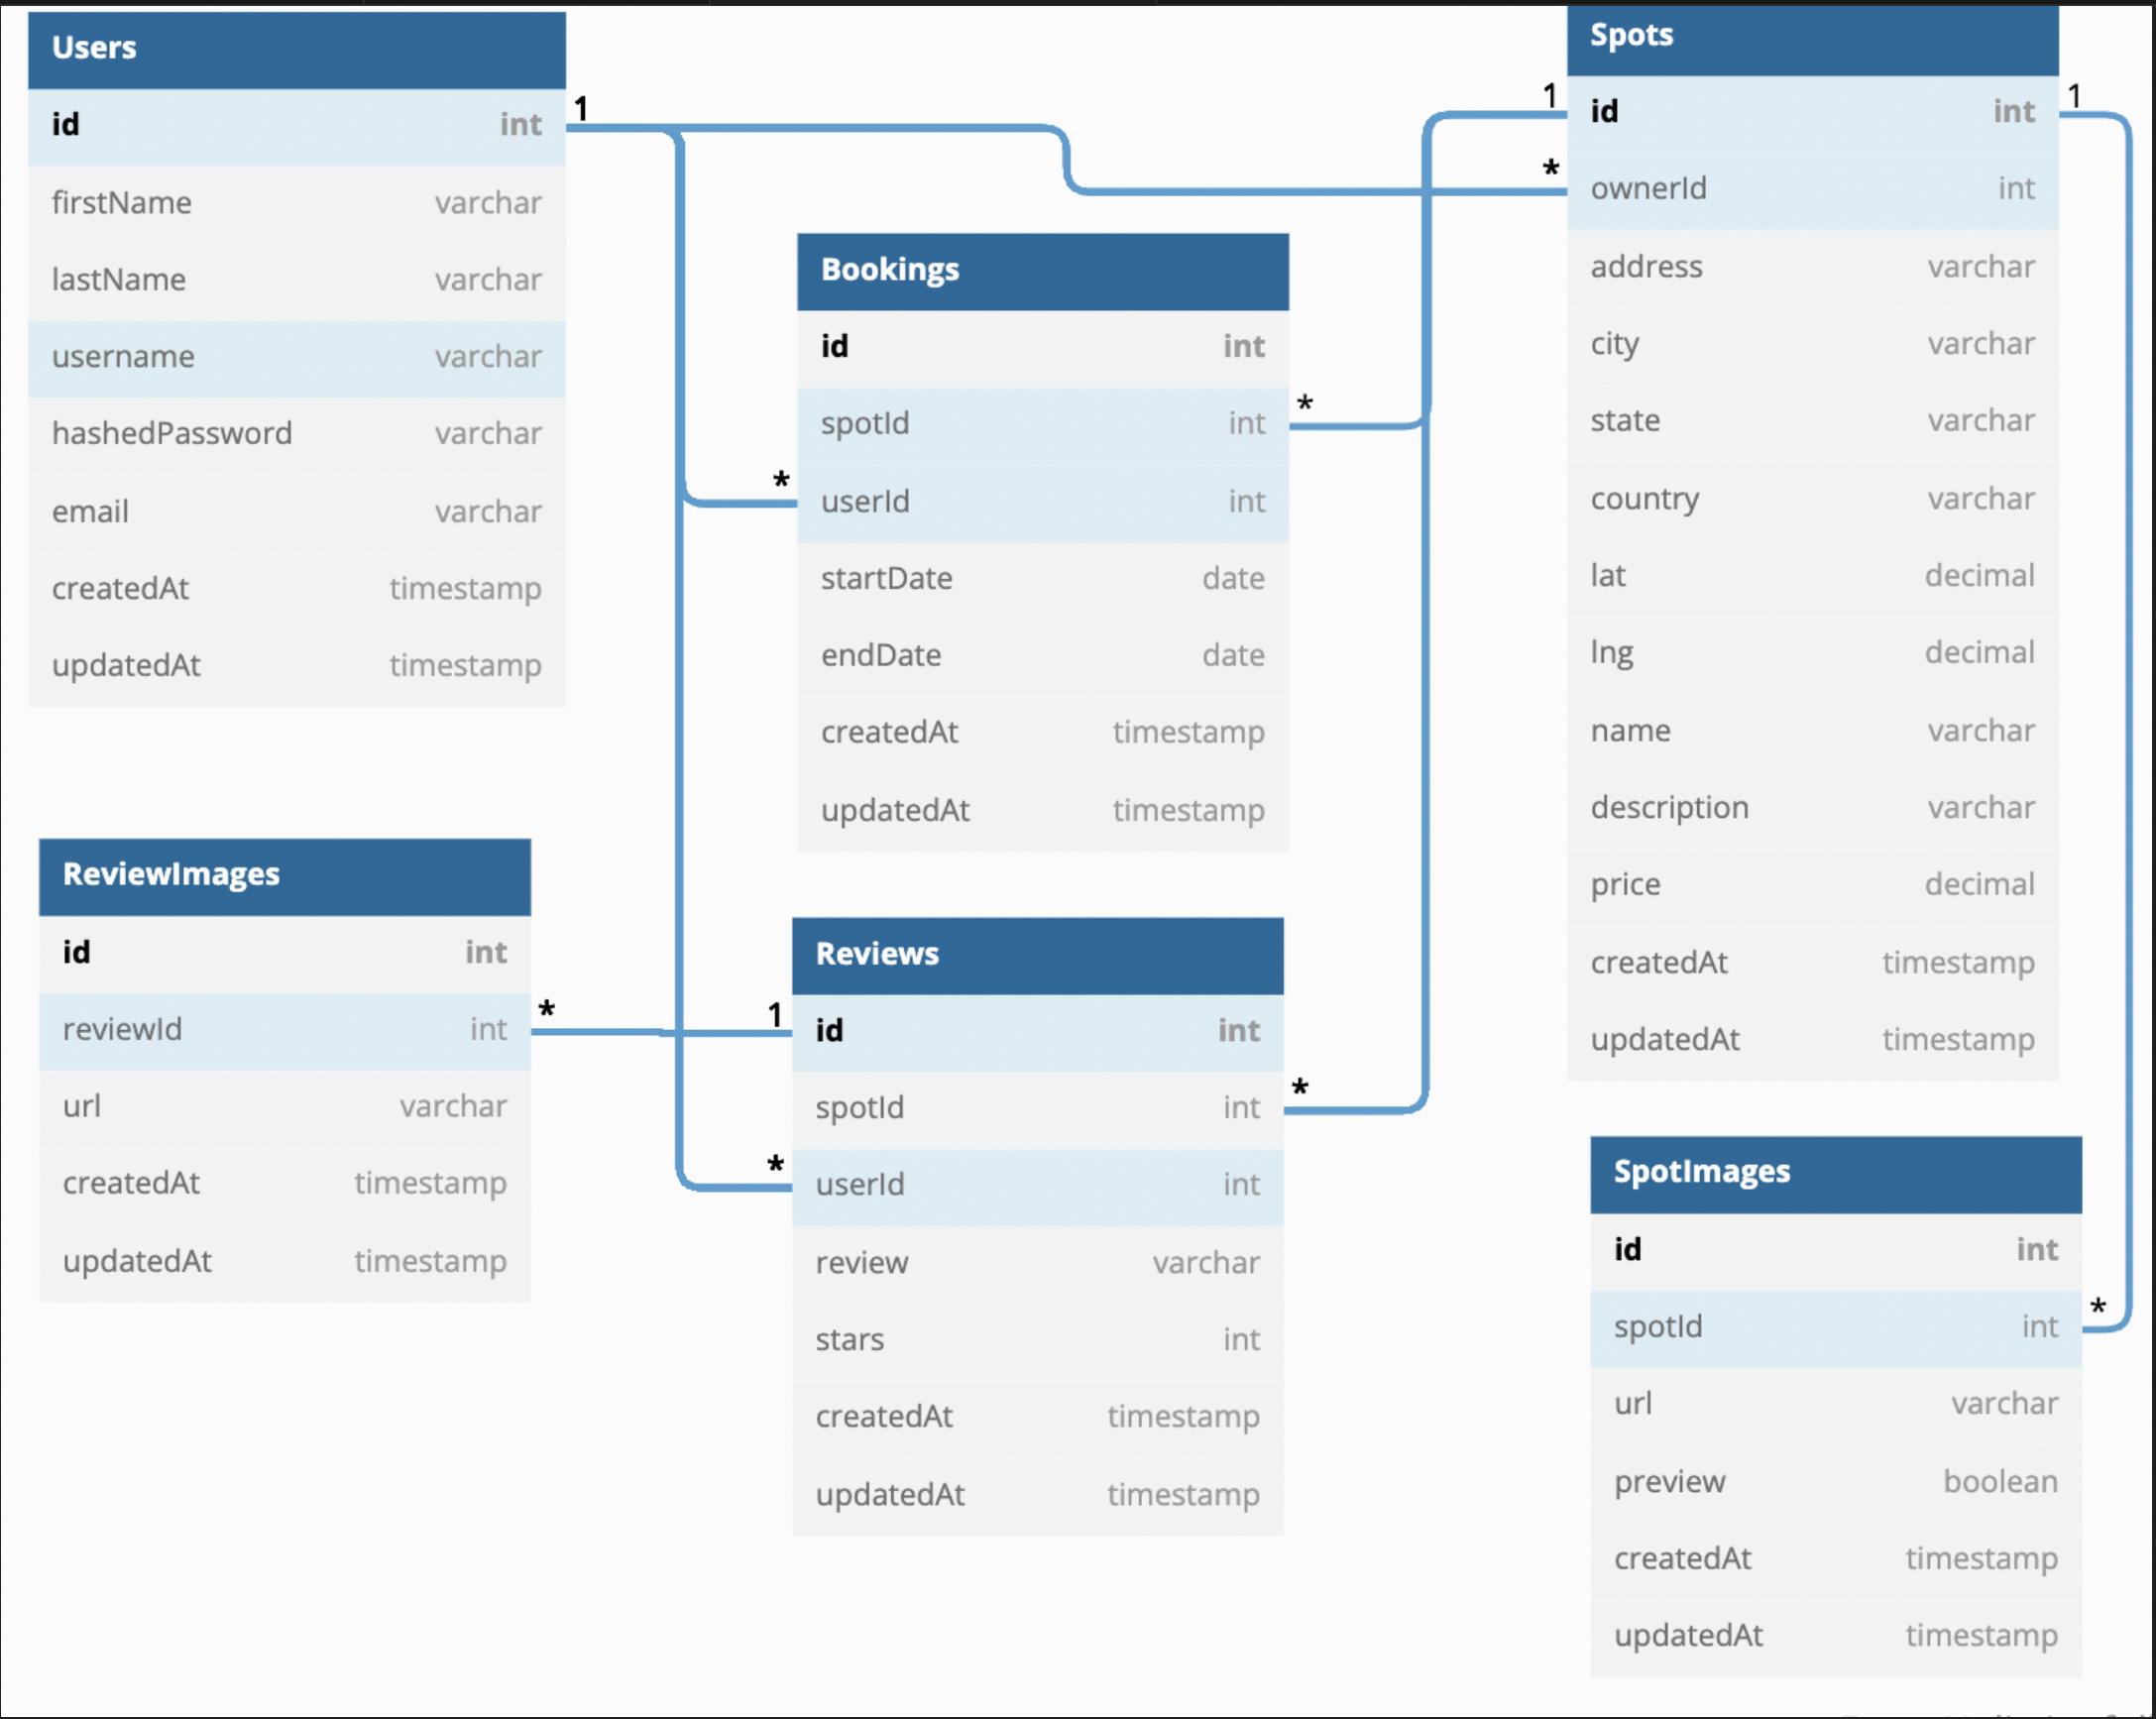 Users
id int
firstName varchar
lastName varchar
username varchar
hashedPassword varchar
email varchar
createdAt timestamp
updatedAt timestamp
1
Bookings
id int
spotId int
userId int
startDate date
endDate date
createdAt timestamp
updatedAt timestamp
*
*
Spots
id int
ownerId int
address varchar
city varchar
state varchar
country varchar
lat decimal
lng decimal
name varchar
description varchar
price decimal
createdAt timestamp
updatedAt timestamp
1
1
*
ReviewImages
id int
reviewId int
url varchar
createdAt timestamp
updatedAt timestamp
*
Reviews
id int
spotId int
userId int
review varchar
stars int
createdAt timestamp
updatedAt timestamp
1
*
*
SpotImages
id int
spotId int
url varchar
preview boolean
createdAt timestamp
updatedAt timestamp
*